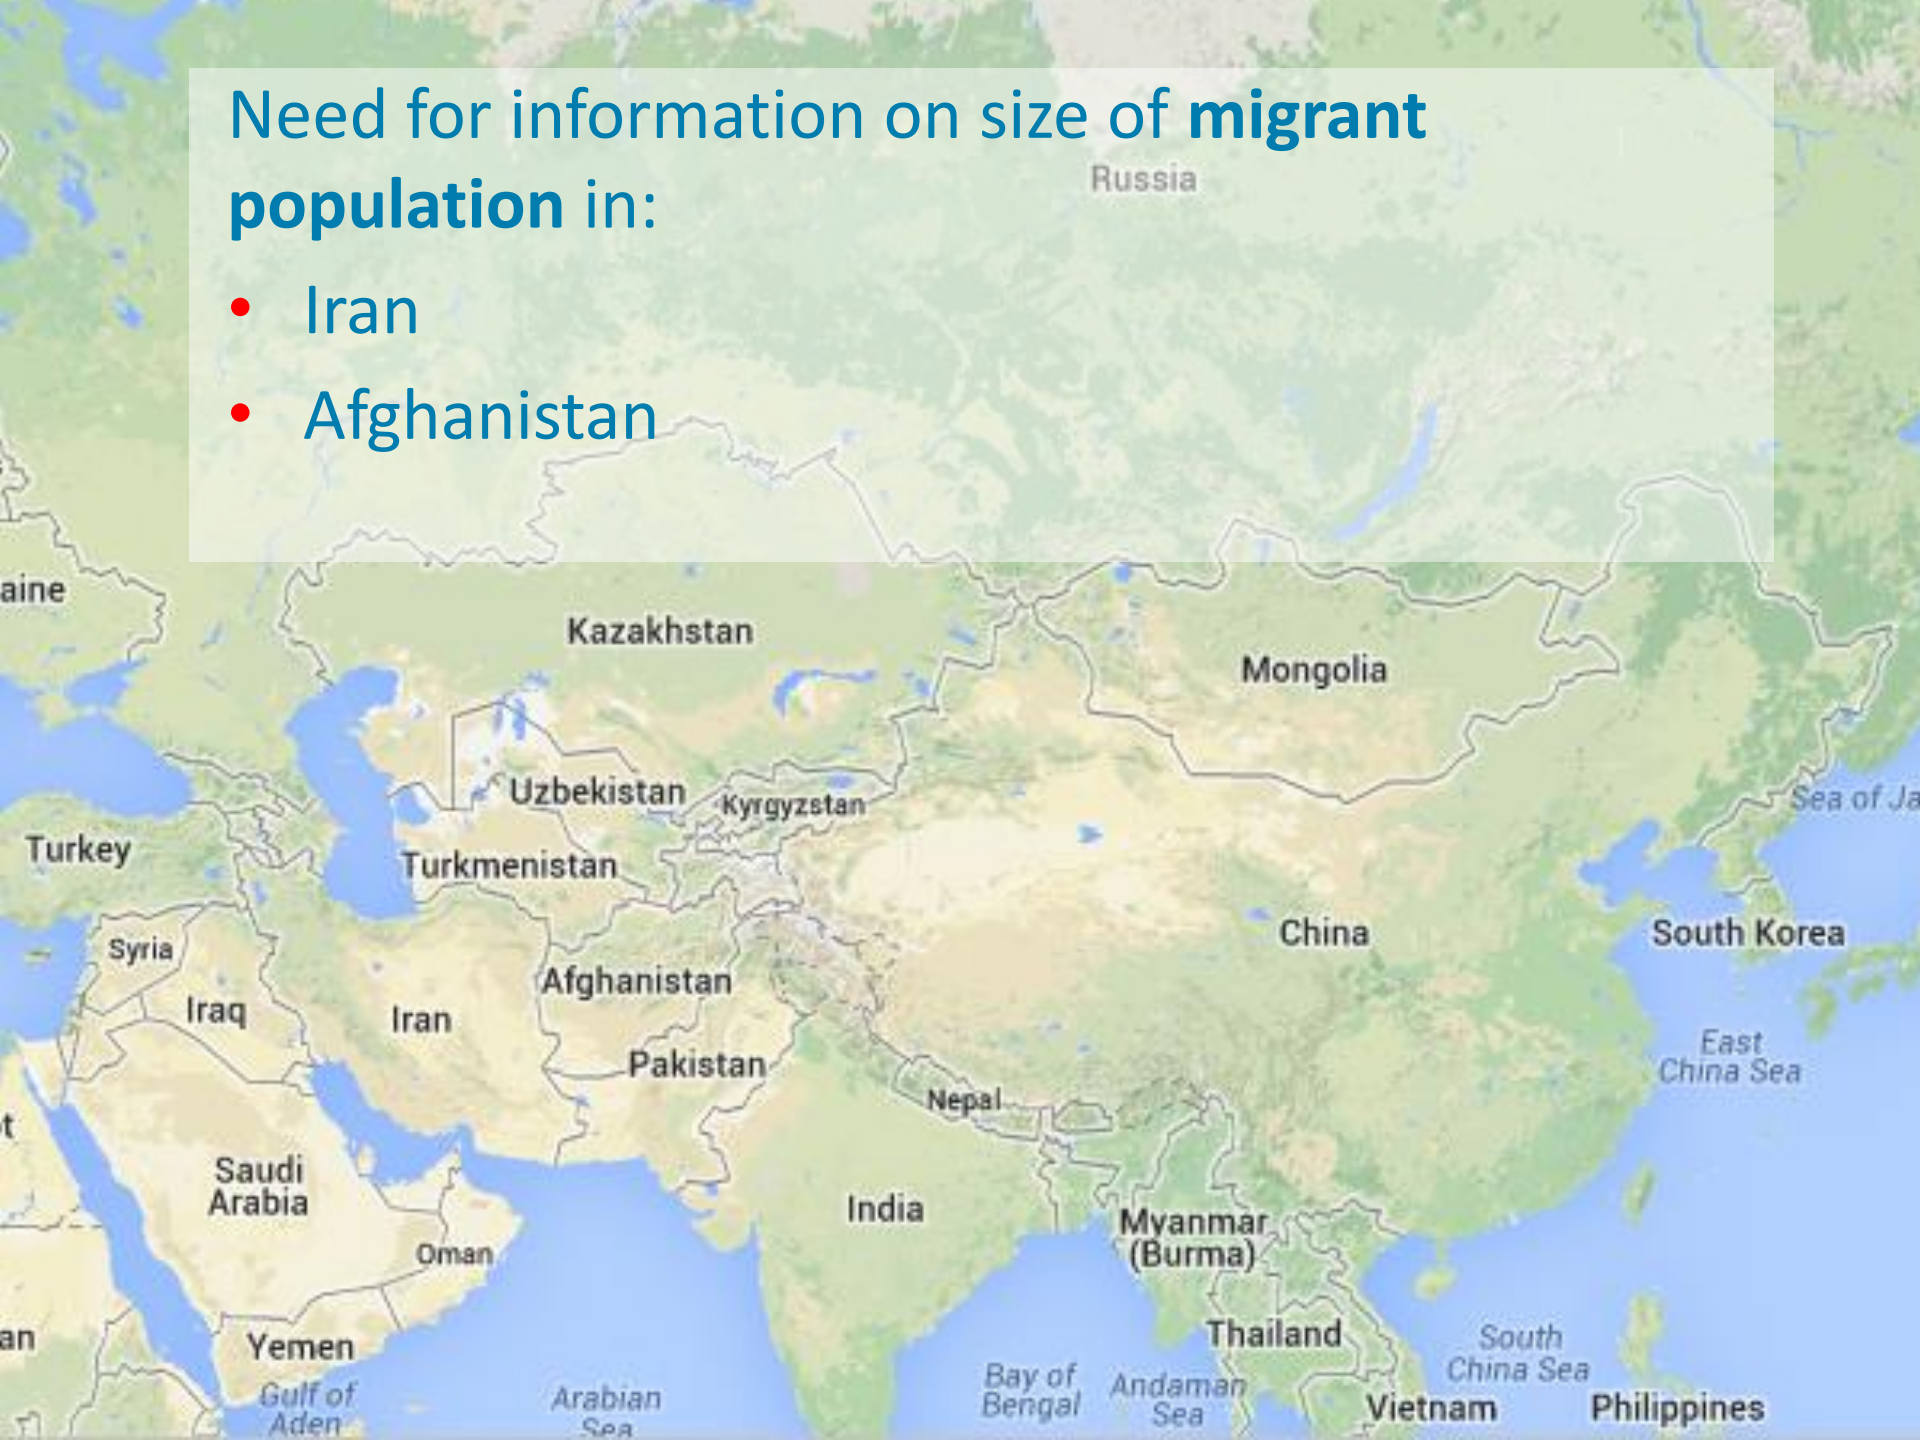 Need for information on size of migrant
population in:
• Iran
• Afghanistan
Russia
aine
Kazakhstan
Mongolia
Uzbekistan
Kyrgyzstan
Sea of Ja
Turkey
Turkmenistan
Syria
China
South Korea
Afghanistan
Iraq
Iran
Pakistan
East
China Sea
Nepal
t
Saudi
Arabia
India
Myanmar
(Burma)
Oman
an
Yemen
Thailand
South
China Sea
Gulf of
Aden
Arabian
Sea
Bay of
Bengal
Andaman
Sea
Vietnam
Philippines